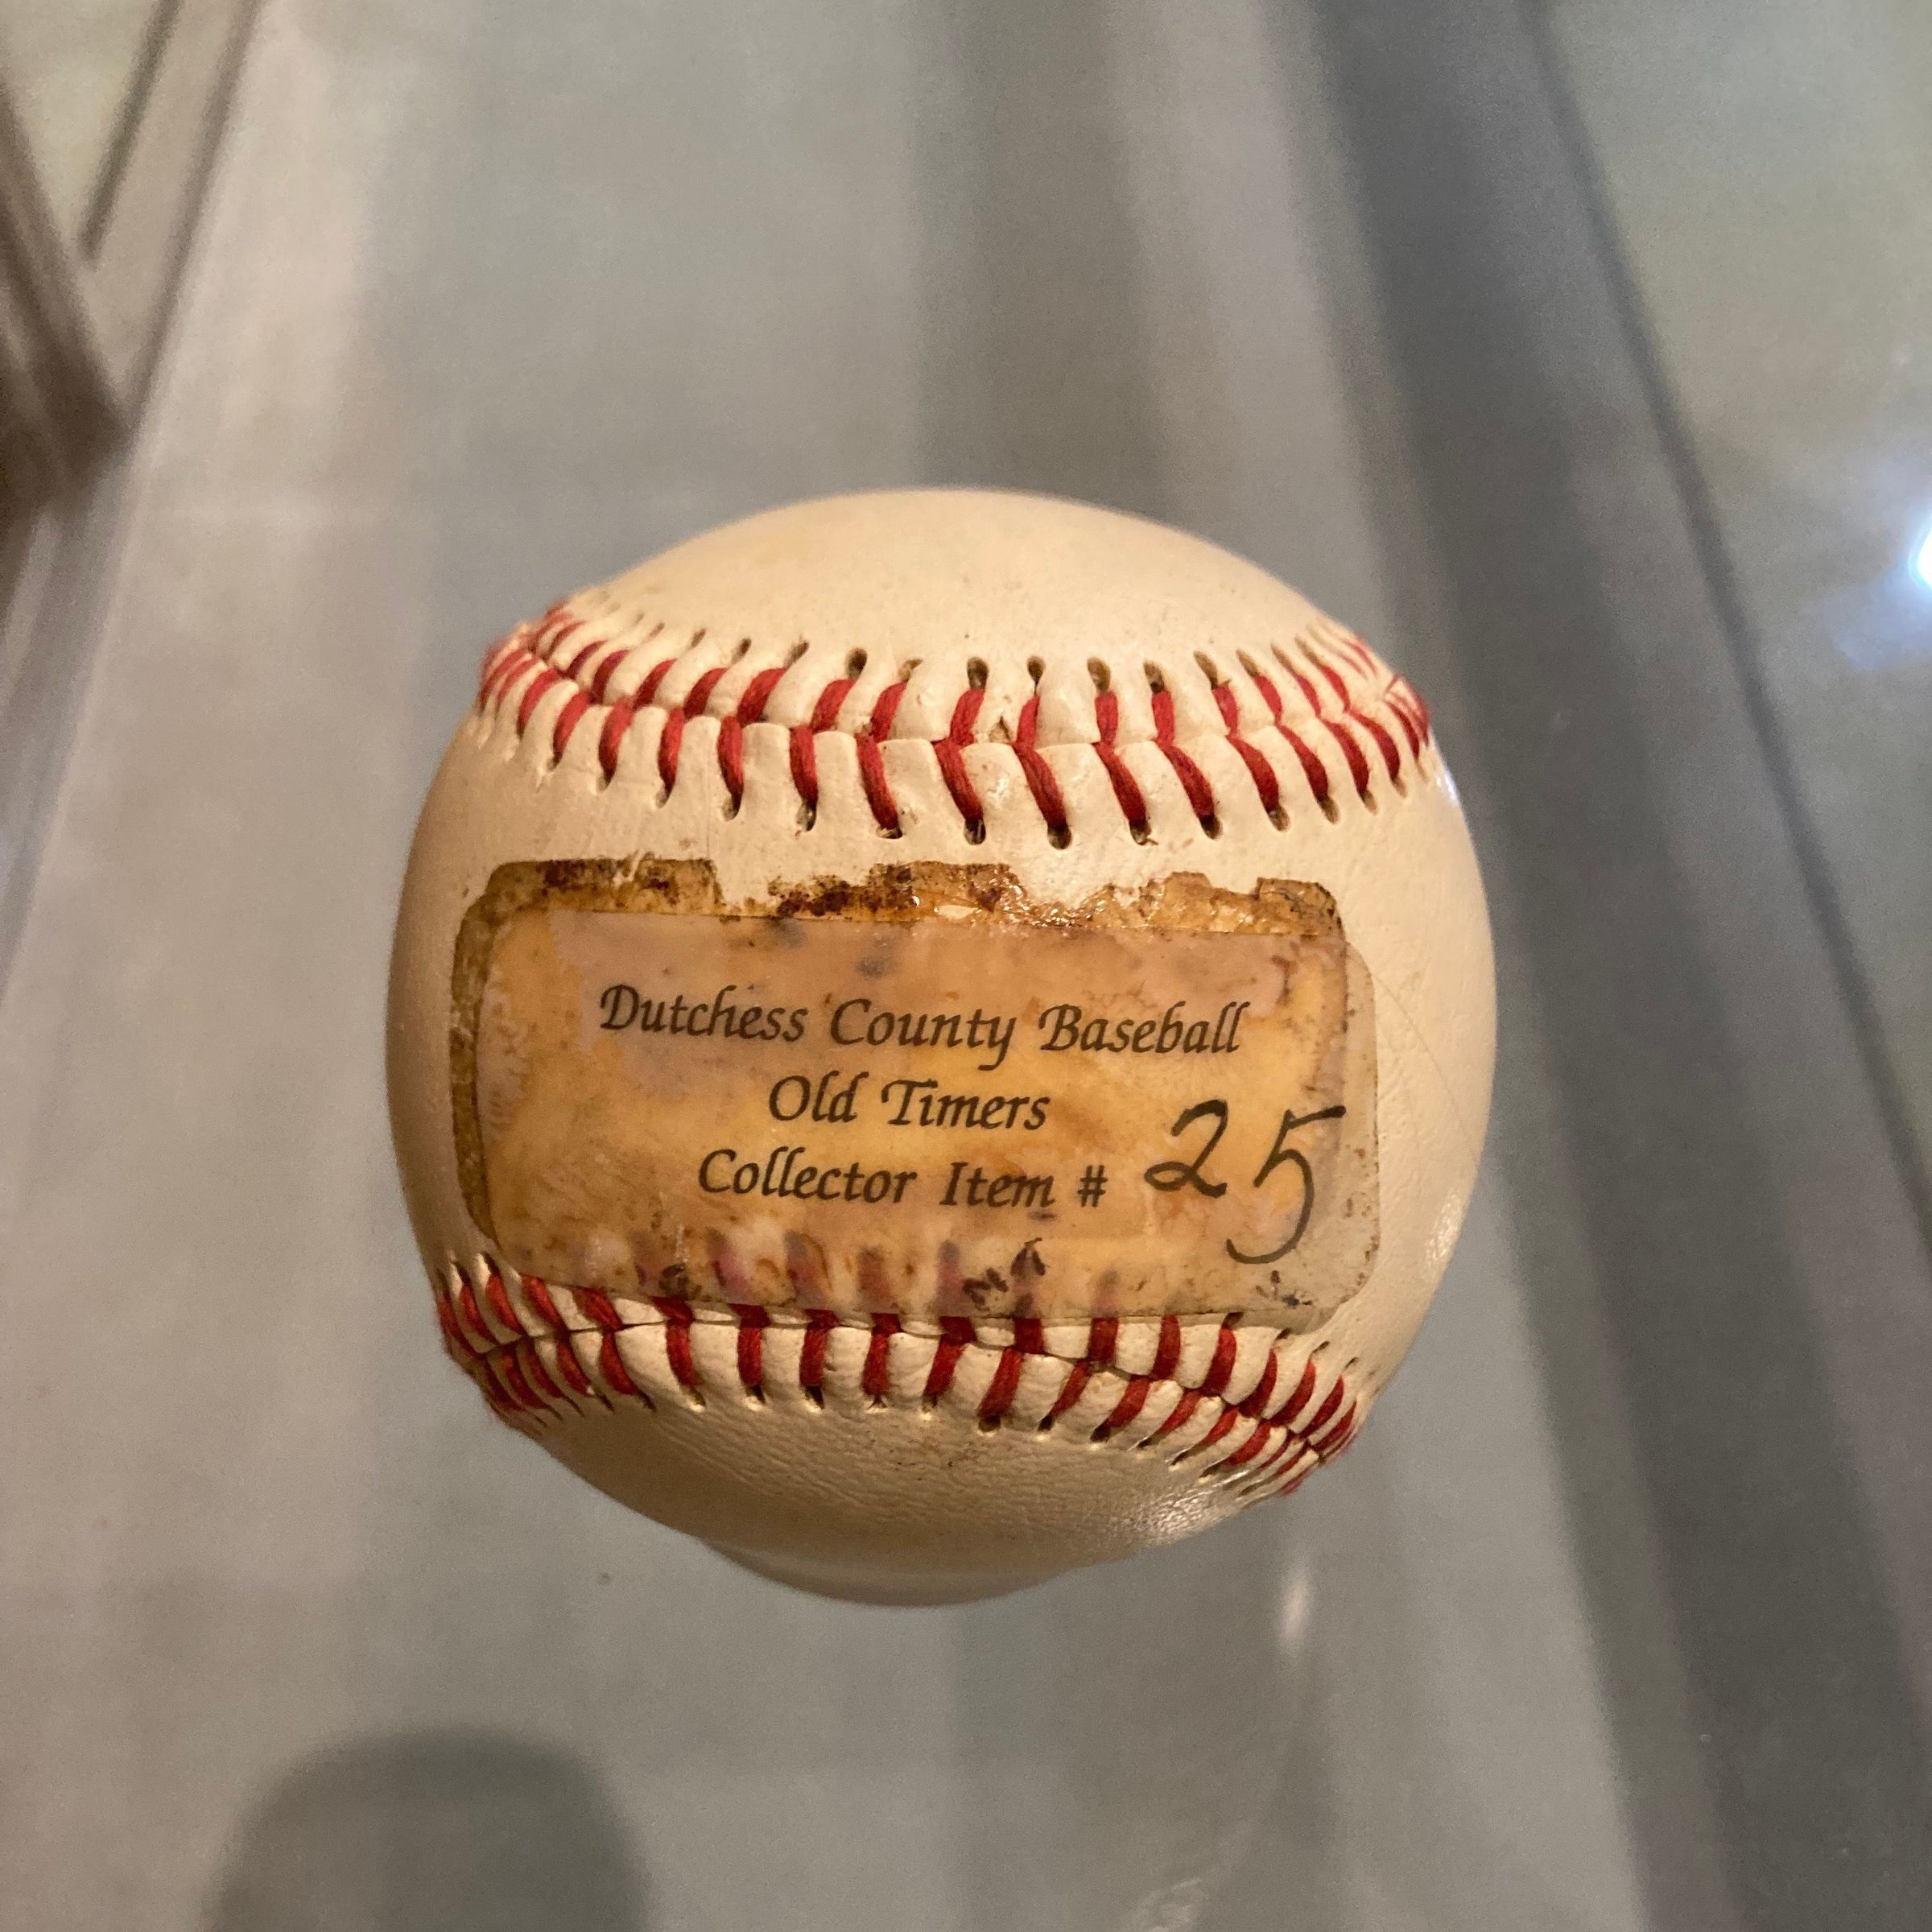 Dutchess County Baseball
Old Timers
Collector Item # 25